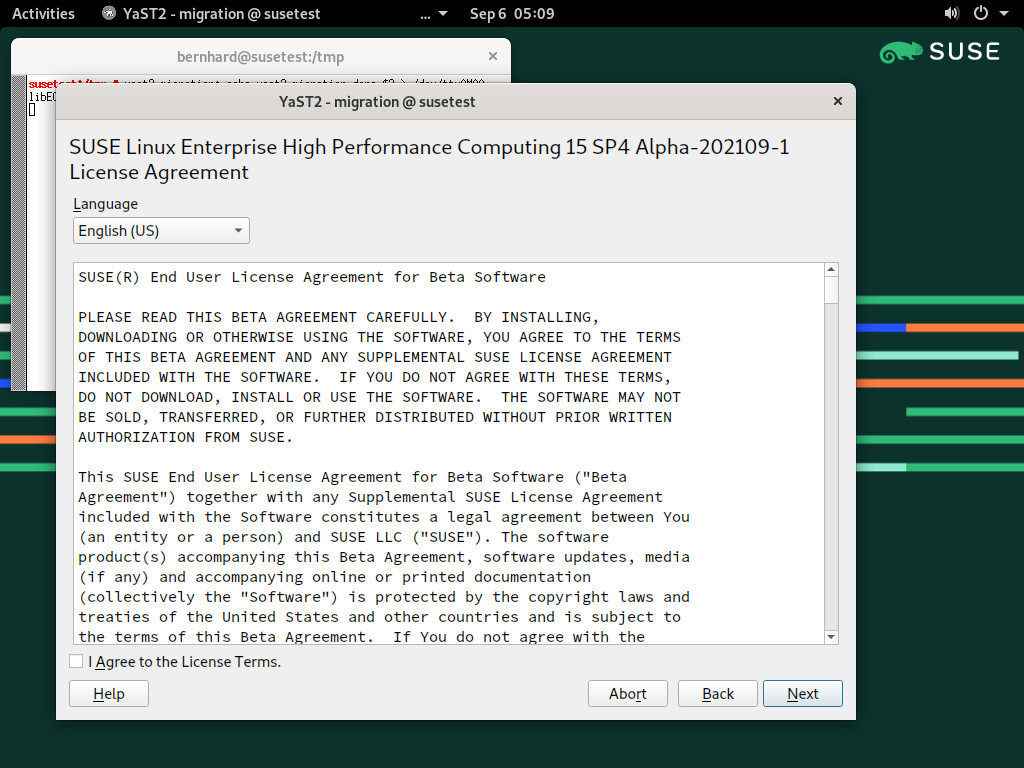 Activities
YaST2 - migration @ susetest
...
Sep 6 05:09
SUSE
bernhard@susetest:/tmp
YaST2 - migration @ susetest
SUSE Linux Enterprise High Performance Computing 15 SP4 Alpha-202109-1
License Agreement
Language
English (US)
SUSE(R) End User License Agreement for Beta Software
PLEASE READ THIS BETA AGREEMENT CAREFULLY.  BY INSTALLING,
DOWNLOADING OR OTHERWISE USING THE SOFTWARE, YOU AGREE TO THE TERMS
OF THIS BETA AGREEMENT AND ANY SUPPLEMENTAL SUSE LICENSE AGREEMENT
INCLUDED WITH THE SOFTWARE.  IF YOU DO NOT AGREE WITH THESE TERMS,
DO NOT DOWNLOAD, INSTALL OR USE THE SOFTWARE.  THE SOFTWARE MAY NOT
BE SOLD, TRANSFERRED, OR FURTHER DISTRIBUTED WITHOUT PRIOR WRITTEN
AUTHORIZATION FROM SUSE.
This SUSE End User License Agreement for Beta Software ("Beta
Agreement") together with any Supplemental SUSE License Agreement
included with the Software constitutes a legal agreement between You
(an entity or a person) and SUSE LLC ("SUSE"). The software
product(s) accompanying this Beta Agreement, software updates, media
(if any) and accompanying online or printed documentation
(collectively the "Software") is protected by the copyright laws and
treaties of the United States and other countries and is subject to
the terms of this Beta Agreement.  If You do not agree with the
I Agree to the License Terms.
Help
Abort
Back
Next